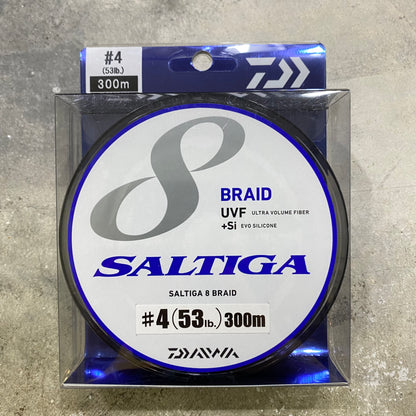 #4
(53lb.)
300m
8
BRAID
UVF ULTRA VOLUME FIBER
+Si EVO SILICONE
SALTIGA
SALTIGA 8 BRAID
#4(53lb.)300m
DAIWA